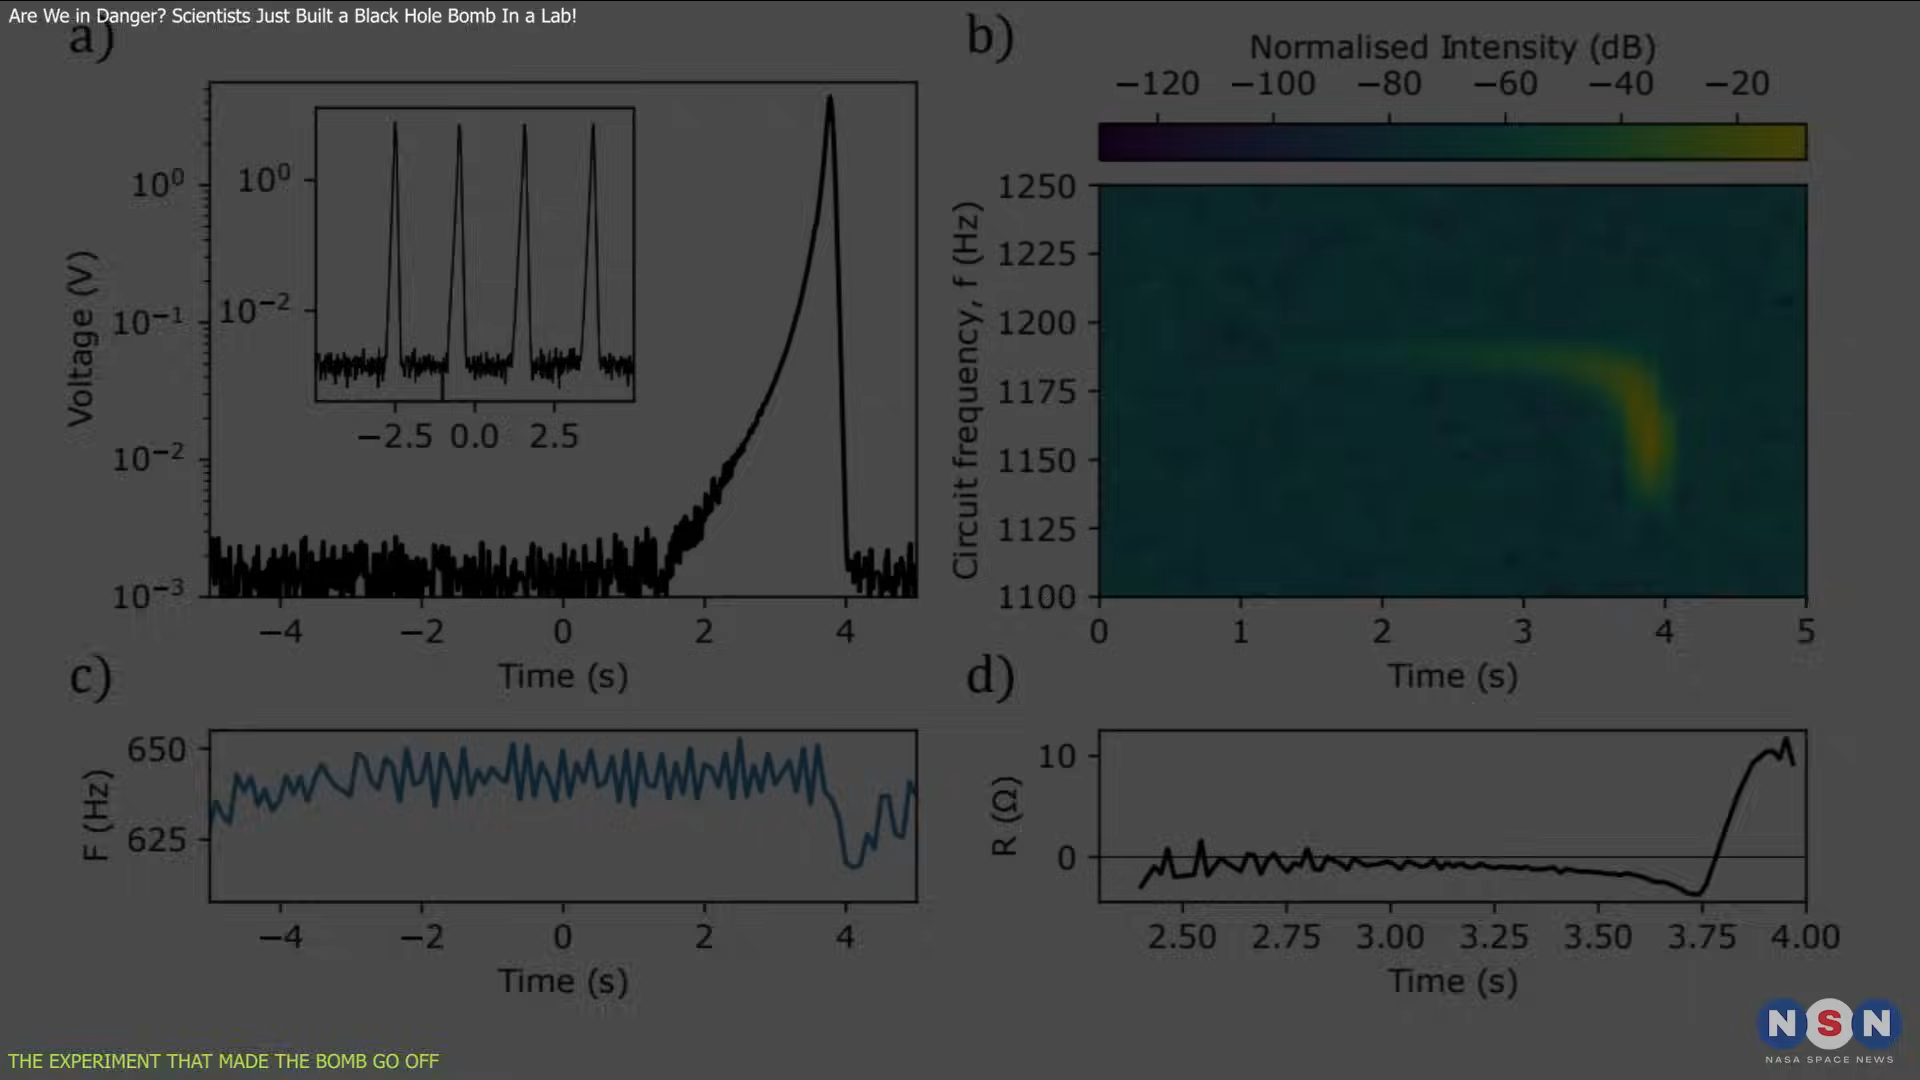 Are We in Danger? Scientists Just Built a Black Hole Bomb In a Lab!
a)
Voltage (V)
10⁰
10⁻¹
10⁻²
10⁻³
10⁰
10⁻²
−2.5 0.0 2.5
−4 −2 0 2 4
Time (s)
b)
Normalised Intensity (dB)
−120 −100 −80 −60 −40 −20
Circuit frequency, f (Hz)
1250
1225
1200
1175
1150
1125
1100
0 1 2 3 4 5
Time (s)
c)
F (Hz)
650
625
−4 −2 0 2 4
Time (s)
d)
R (Ω)
10
0
2.50 2.75 3.00 3.25 3.50 3.75 4.00
Time (s)
NSN
NASA SPACE NEWS
THE EXPERIMENT THAT MADE THE BOMB GO OFF